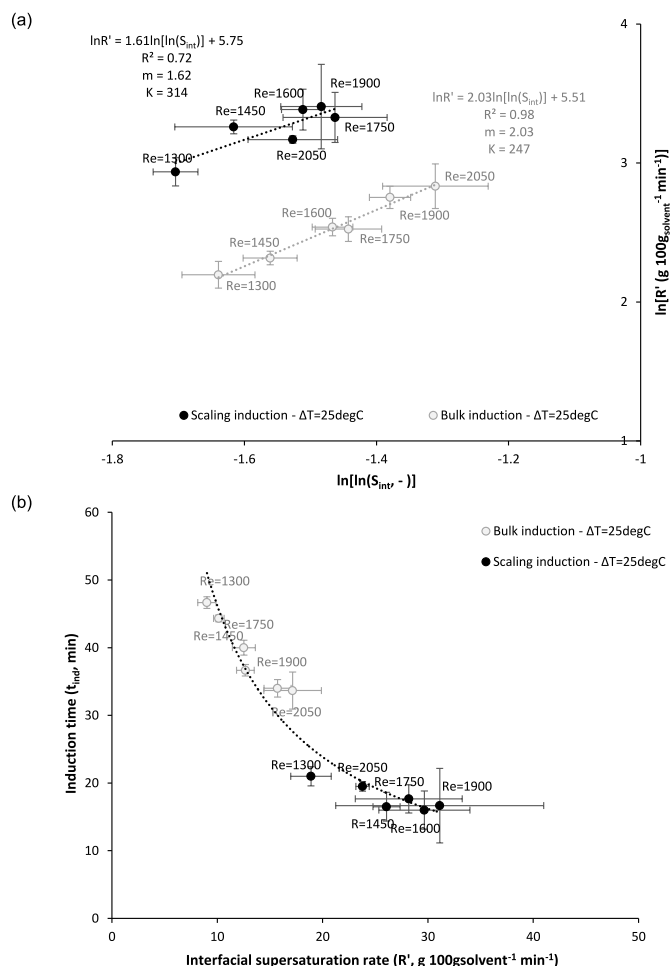 (a)
lnR' = 1.61ln[ln(Sint)] + 5.75
R² = 0.72
m = 1.62
K = 314
Re=1600
Re=1900
Re=1450
Re=1750
Re=2050
Re=1300
lnR' = 2.03ln[ln(Sint)] + 5.51
R² = 0.98
m = 2.03
K = 247
Re=2050
Re=1900
Re=1600
Re=1750
Re=1450
Re=1300
4
3
2
1
ln[R' (g 100gsolvent⁻¹ min⁻¹)]
Scaling induction - ΔT=25degC
Bulk induction - ΔT=25degC
-1.8
-1.6
-1.4
-1.2
-1
ln[ln(Sint, - )]
(b)
60
50
40
30
20
10
0
Induction time (tind, min)
Bulk induction - ΔT=25degC
Scaling induction - ΔT=25degC
Re=1300
Re=1750
Re=1450
Re=1900
Re=2050
Re=1300
Re=2050
Re=1750
Re=1900
R=1450
Re=1600
0
10
20
30
40
50
Interfacial supersaturation rate (R', g 100gsolvent⁻¹ min⁻¹)